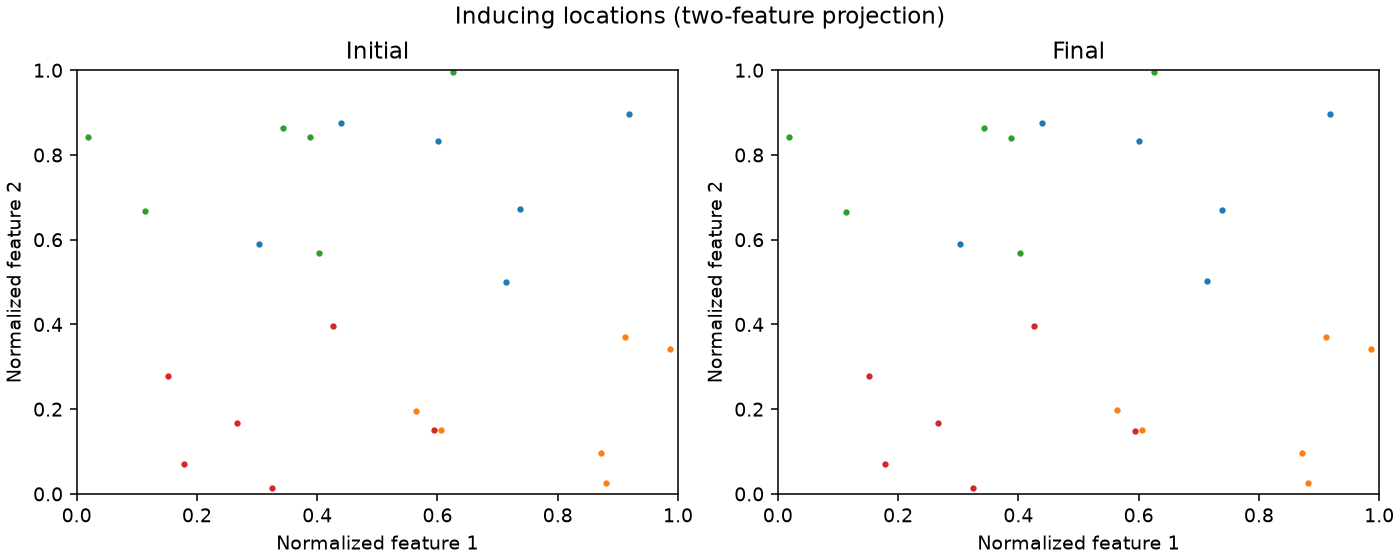 Inducing locations (two-feature projection)
Initial
1.0
0.8
0.6
0.4
0.2
0.0
Normalized feature 2
0.0 0.2 0.4 0.6 0.8 1.0
Normalized feature 1
Final
1.0
0.8
0.6
0.4
0.2
0.0
Normalized feature 2
0.0 0.2 0.4 0.6 0.8 1.0
Normalized feature 1